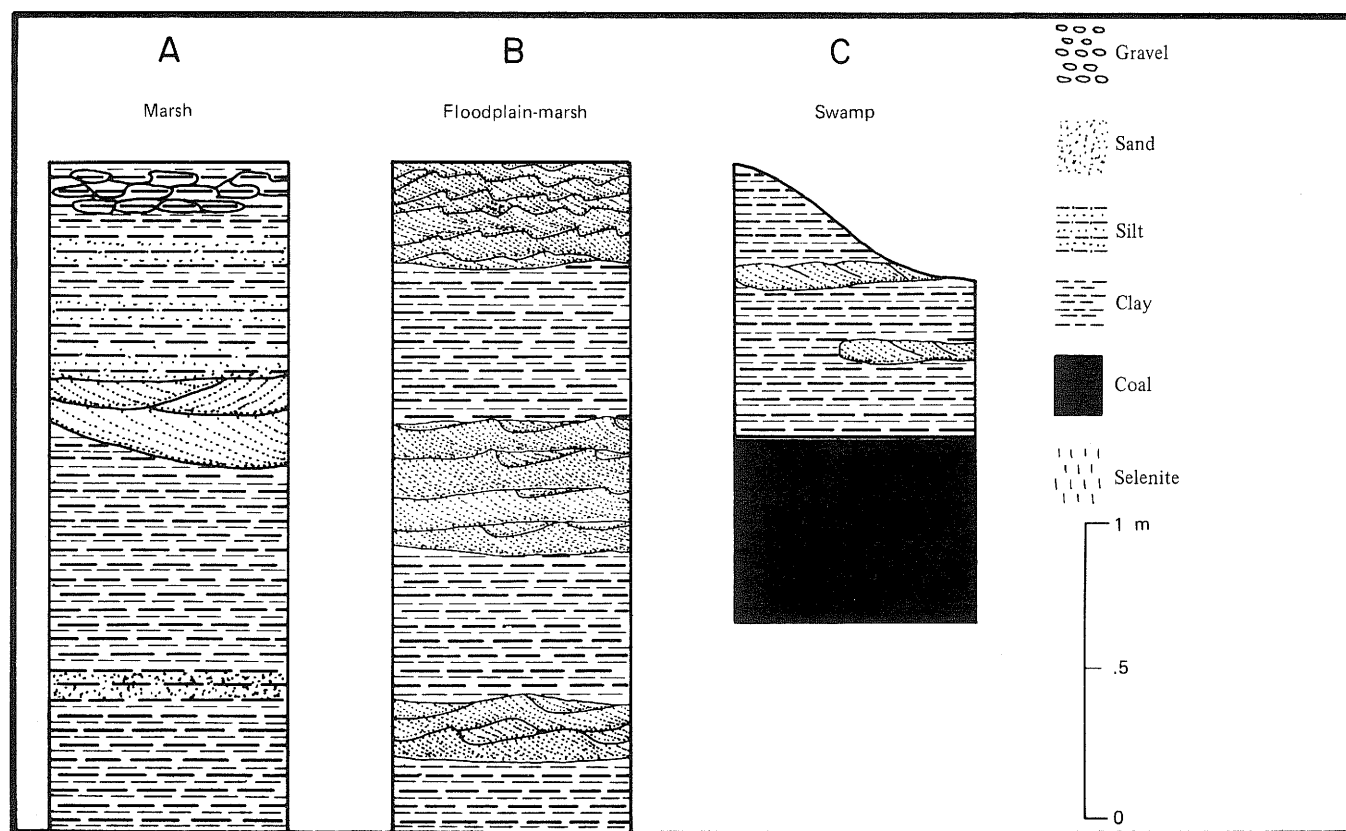 A
Marsh
B
Floodplain-marsh
C
Swamp
Gravel
Sand
Silt
Clay
Coal
Selenite
1 m
.5
0